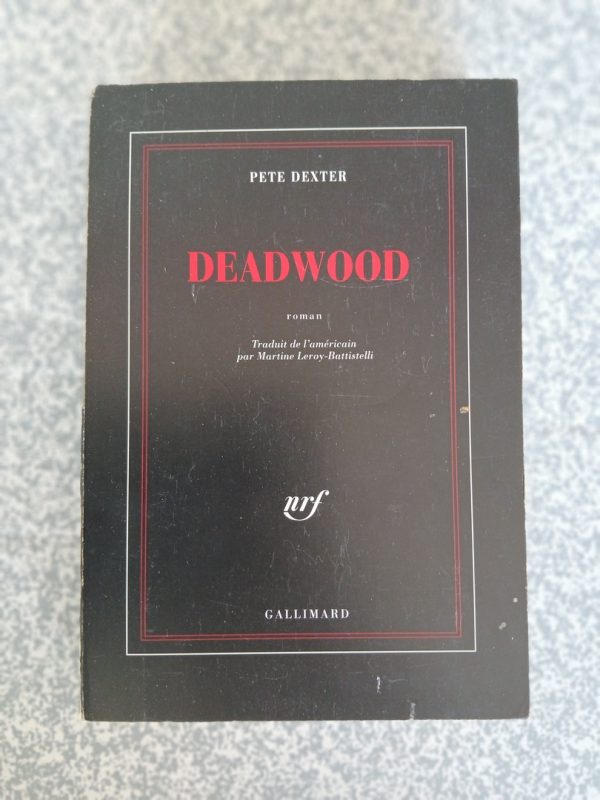 PETE DEXTER
DEADWOOD
roman
Traduit de l'américain
par Martine Leroy-Battistelli
nrf
GALLIMARD